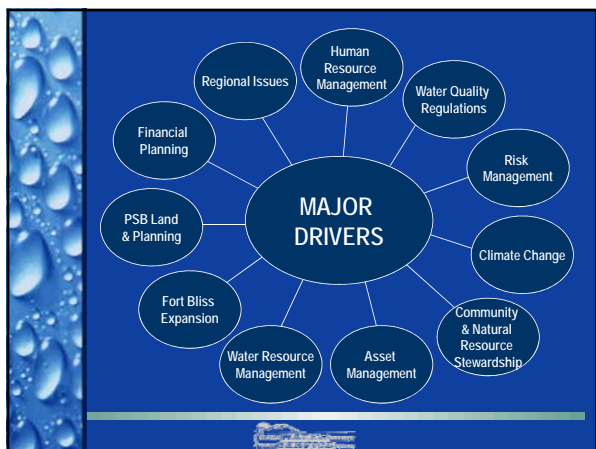 Human
Resource
Management
Regional Issues
Water Quality
Regulations
Financial
Planning
Risk
Management
MAJOR
DRIVERS
PSB Land
& Planning
Climate Change
Fort Bliss
Expansion
Community
& Natural
Resource
Stewardship
Water Resource
Management
Asset
Management